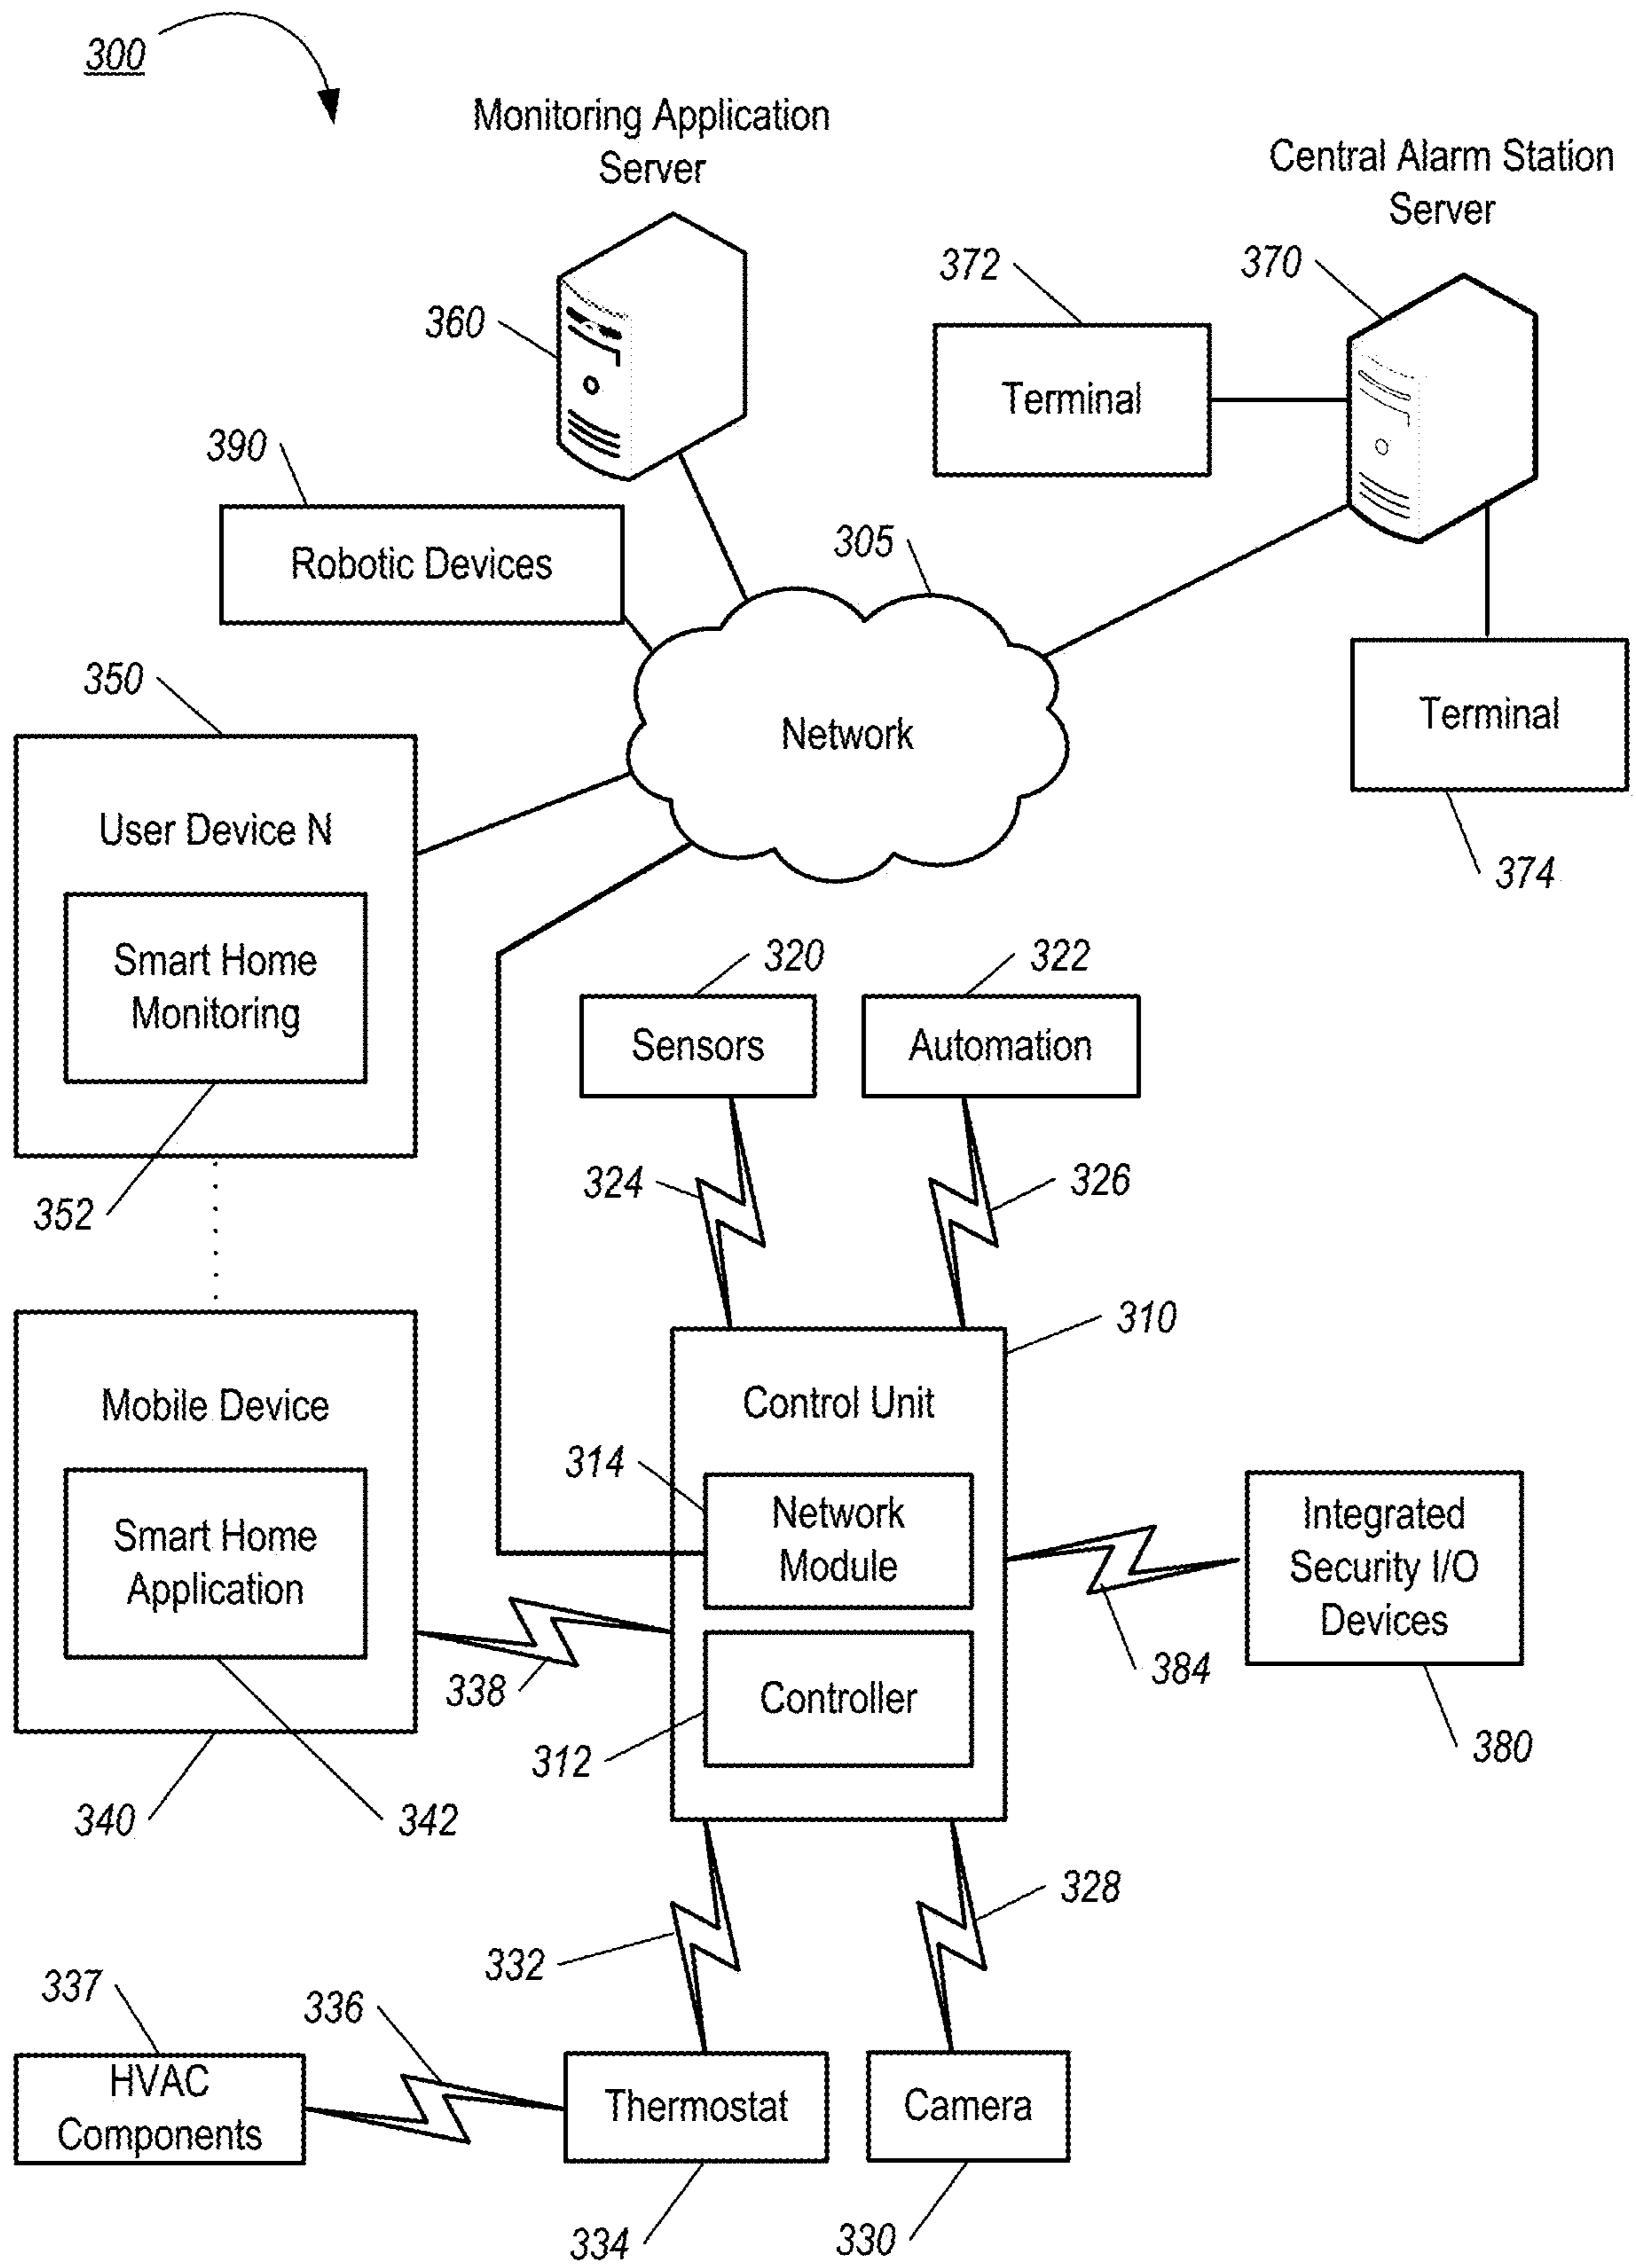 300
Monitoring Application
Server
Central Alarm Station
Server
372
370
360
Terminal
390
305
Robotic Devices
350
Network
Terminal
User Device N
374
Smart Home
Monitoring
320
322
Sensors
Automation
352
324
326
310
Mobile Device
Control Unit
314
Smart Home
Application
Network
Module
Integrated
Security I/O
Devices
338
384
Controller
312
380
340
342
328
332
337
336
HVAC
Components
Thermostat
Camera
334
330